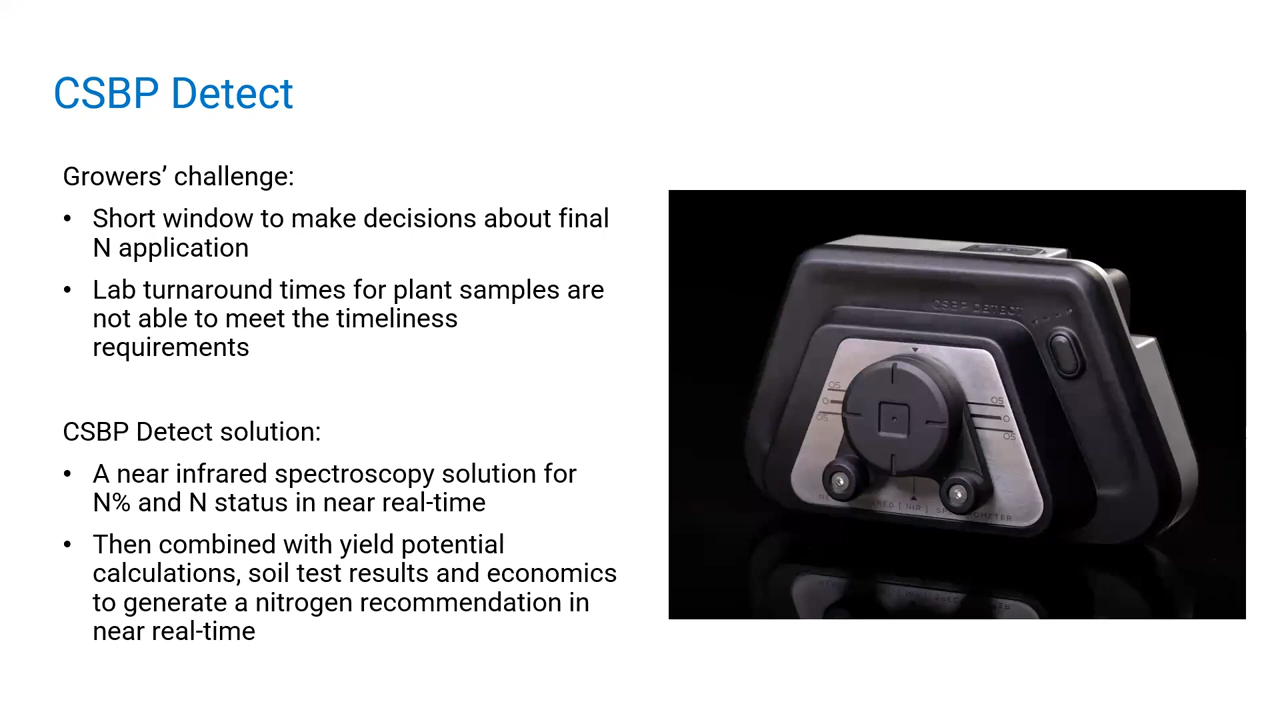 CSBP Detect
Growers’ challenge:
• Short window to make decisions about final
N application
• Lab turnaround times for plant samples are
not able to meet the timeliness
requirements
CSBP Detect solution:
• A near infrared spectroscopy solution for
N% and N status in near real-time
• Then combined with yield potential
calculations, soil test results and economics
to generate a nitrogen recommendation in
near real-time
CSBP DETECT